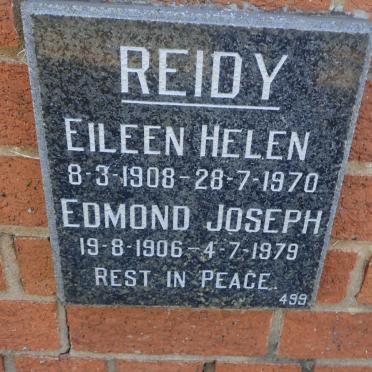 REIDY
EILEEN HELEN
8-3-1908-28-7-1970
EDMOND JOSEPH
19-8-1906-4-7-1979
REST IN PEACE.
499